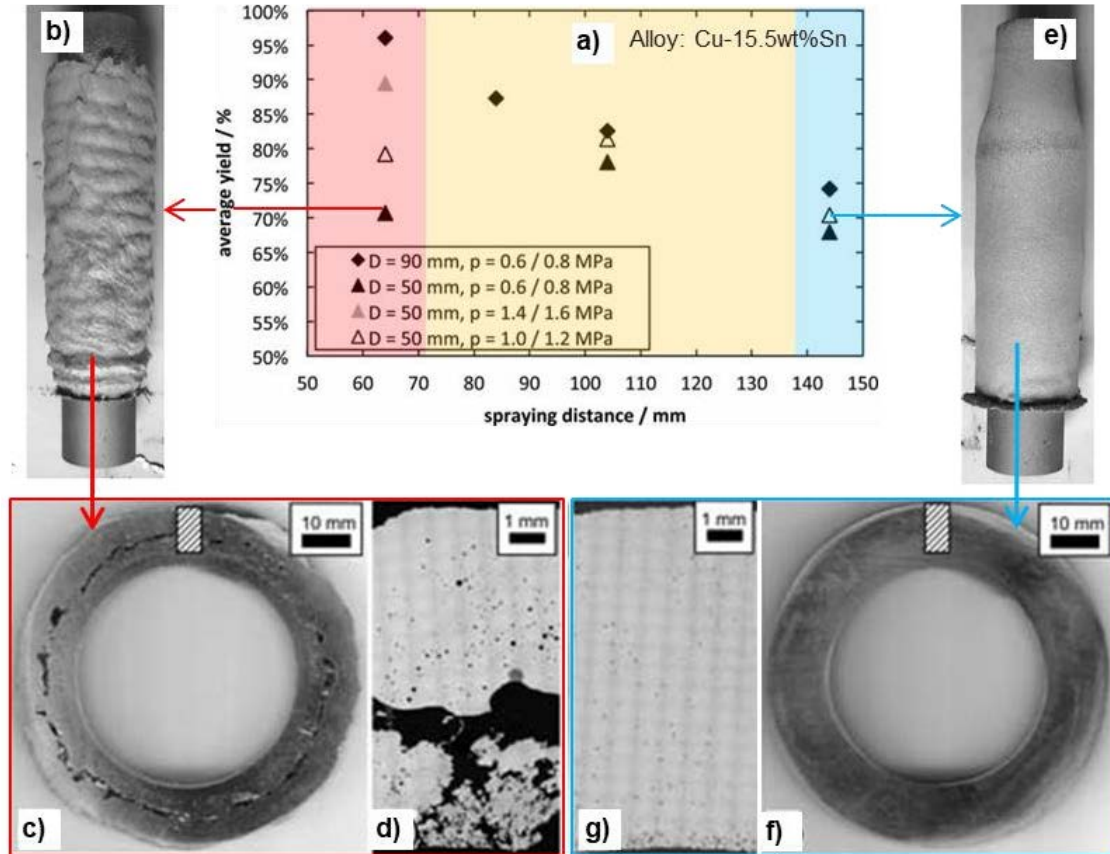 b)
a) Alloy: Cu-15.5wt%Sn
e)
average yield / %
100%
95%
90%
85%
80%
75%
70%
65%
60%
55%
50%
D = 90 mm, p = 0.6 / 0.8 MPa
D = 50 mm, p = 0.6 / 0.8 MPa
D = 50 mm, p = 1.4 / 1.6 MPa
D = 50 mm, p = 1.0 / 1.2 MPa
50 60 70 80 90 100 110 120 130 140 150
spraying distance / mm
10 mm
1 mm
1 mm
10 mm
c)
d)
g)
f)